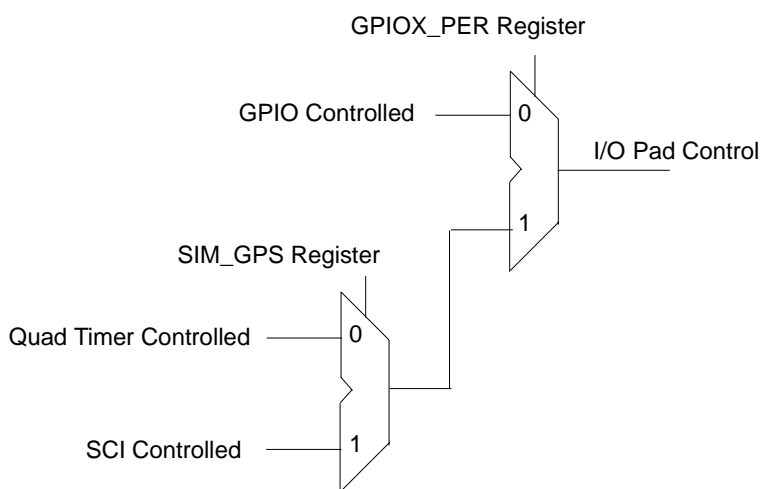 GPIOX_PER Register
GPIO Controlled
0
I/O Pad Control
1
SIM_GPS Register
Quad Timer Controlled
0
SCI Controlled
1